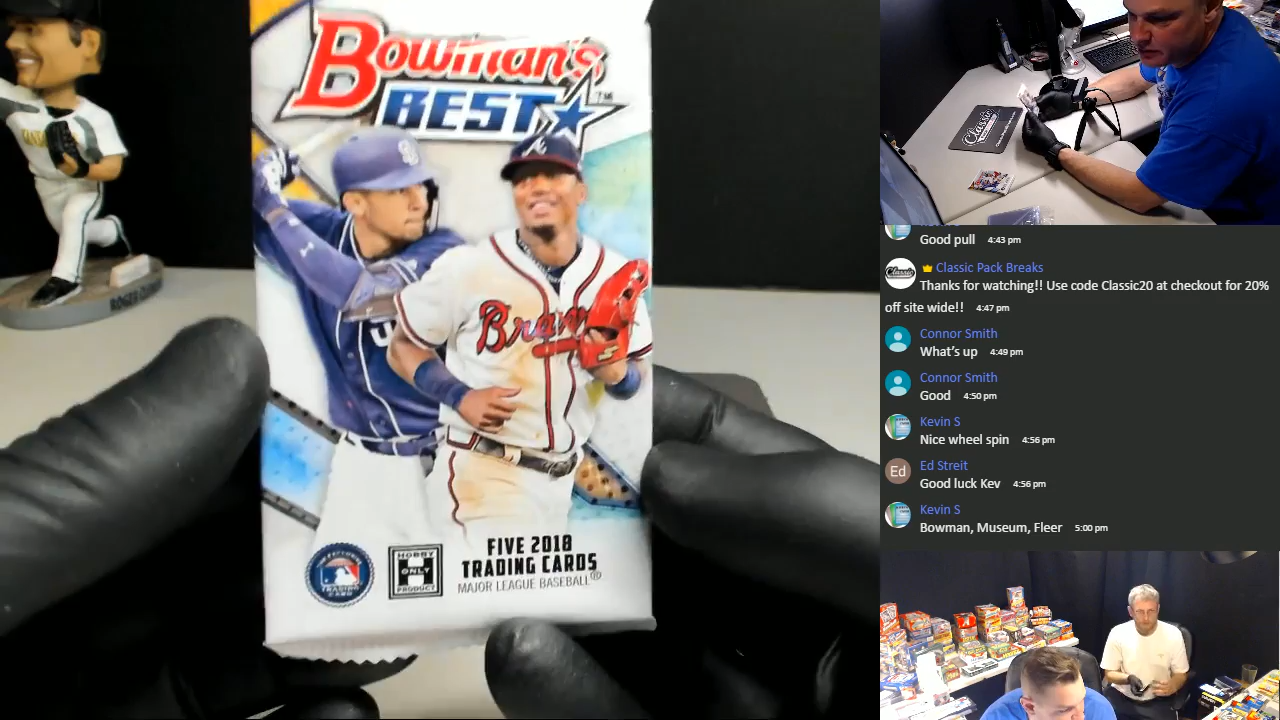 Bowman's
BEST
TM
Braves
FIVE 2018
TRADING CARDS
MAJOR LEAGUE BASEBALL®
HOBBY
ONLY
PRODUCT
Classic
Good pull 4:43 pm
Classic Pack Breaks
Thanks for watching!! Use code Classic20 at checkout for 20%
off site wide!! 4:47 pm
Connor Smith
What's up 4:49 pm
Connor Smith
Good 4:50 pm
Kevin S
Nice wheel spin 4:56 pm
Ed
Ed Streit
Good luck Kev 4:56 pm
Kevin S
Bowman, Museum, Fleer 5:00 pm